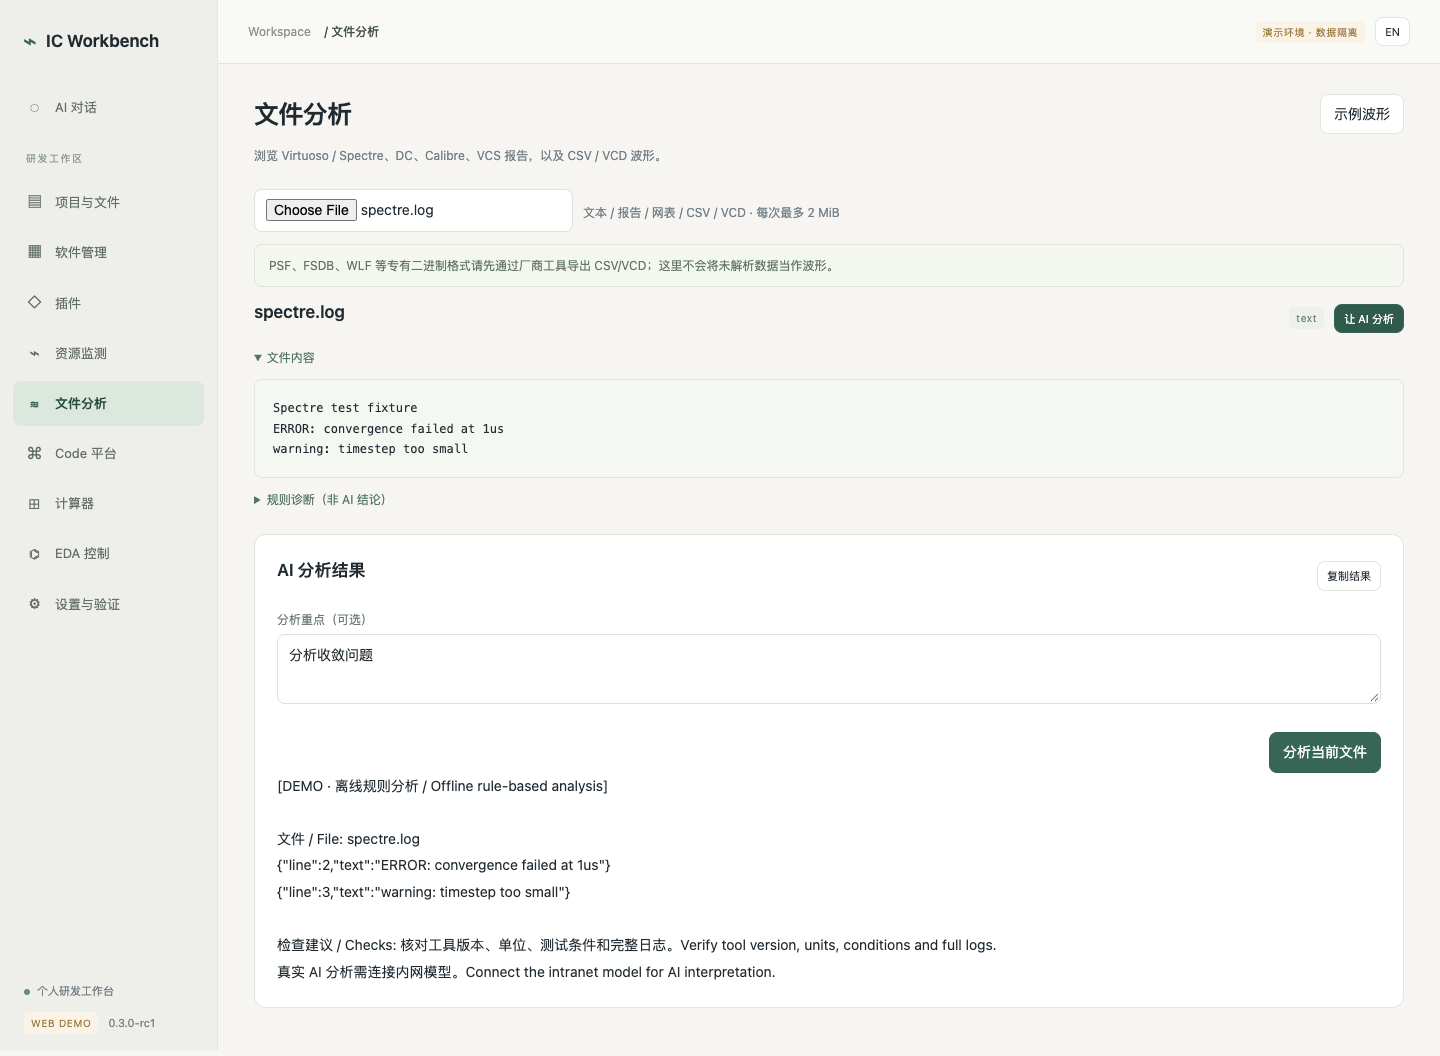 IC Workbench
AI 对话
研发工作区
项目与文件
软件管理
插件
资源监测
文件分析
Code 平台
计算器
EDA 控制
设置与验证
个人研发工作台
WEB DEMO 0.3.0-rc1
Workspace / 文件分析
演示环境 · 数据隔离 EN
文件分析
示例波形
浏览 Virtuoso / Spectre、DC、Calibre、VCS 报告，以及 CSV / VCD 波形。
Choose File spectre.log
文本 / 报告 / 网表 / CSV / VCD · 每次最多 2 MiB
PSF、FSDB、WLF 等专有二进制格式请先通过厂商工具导出 CSV/VCD；这里不会将未解析数据当作波形。
spectre.log
text 让 AI 分析
文件内容
Spectre test fixture
ERROR: convergence failed at 1us
warning: timestep too small
规则诊断（非 AI 结论）
AI 分析结果
复制结果
分析重点（可选）
分析收敛问题
分析当前文件
[DEMO · 离线规则分析 / Offline rule-based analysis]
文件 / File: spectre.log
{"line":2,"text":"ERROR: convergence failed at 1us"}
{"line":3,"text":"warning: timestep too small"}
检查建议 / Checks: 核对工具版本、单位、测试条件和完整日志。Verify tool version, units, conditions and full logs.
真实 AI 分析需连接内网模型。Connect the intranet model for AI interpretation.